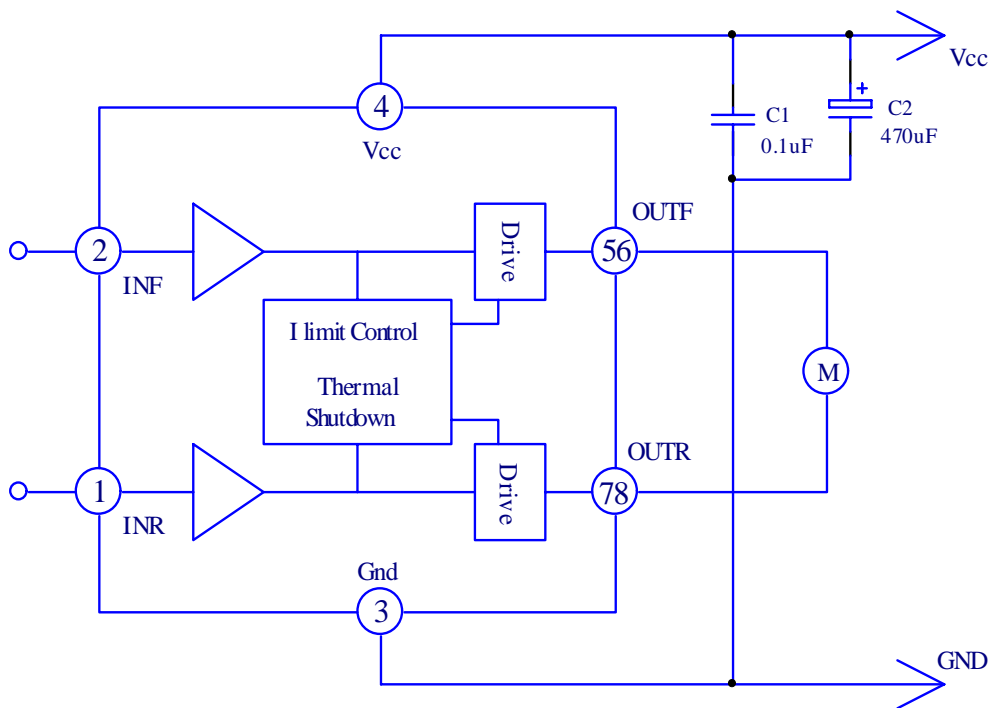 Vcc
4
Vcc
+
C1
0.1uF
C2
470uF
OUTF
Drive
2
56
INF
I limit Control
Thermal
Shutdown
M
OUTR
Drive
1
78
INR
Gnd
3
GND